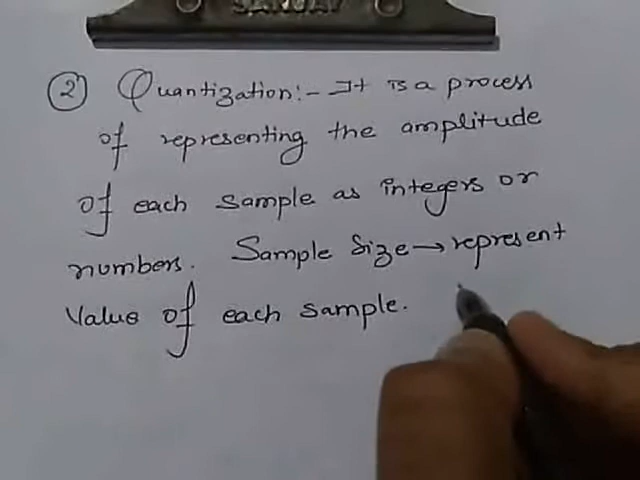 SANJAY
② Quantization:- It is a process
of representing the amplitude
of each sample as integers or
numbers. Sample Size → represent
Value of each sample.